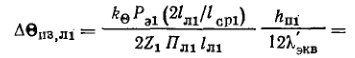 ΔΘ_{из,л1} = \frac{k_Θ P_{э1} (2l_{л1}/l_{ср1})}{2Z_1 П_{л1} l_{л1}} \frac{h_{п1}}{12λ'_{экв}} =